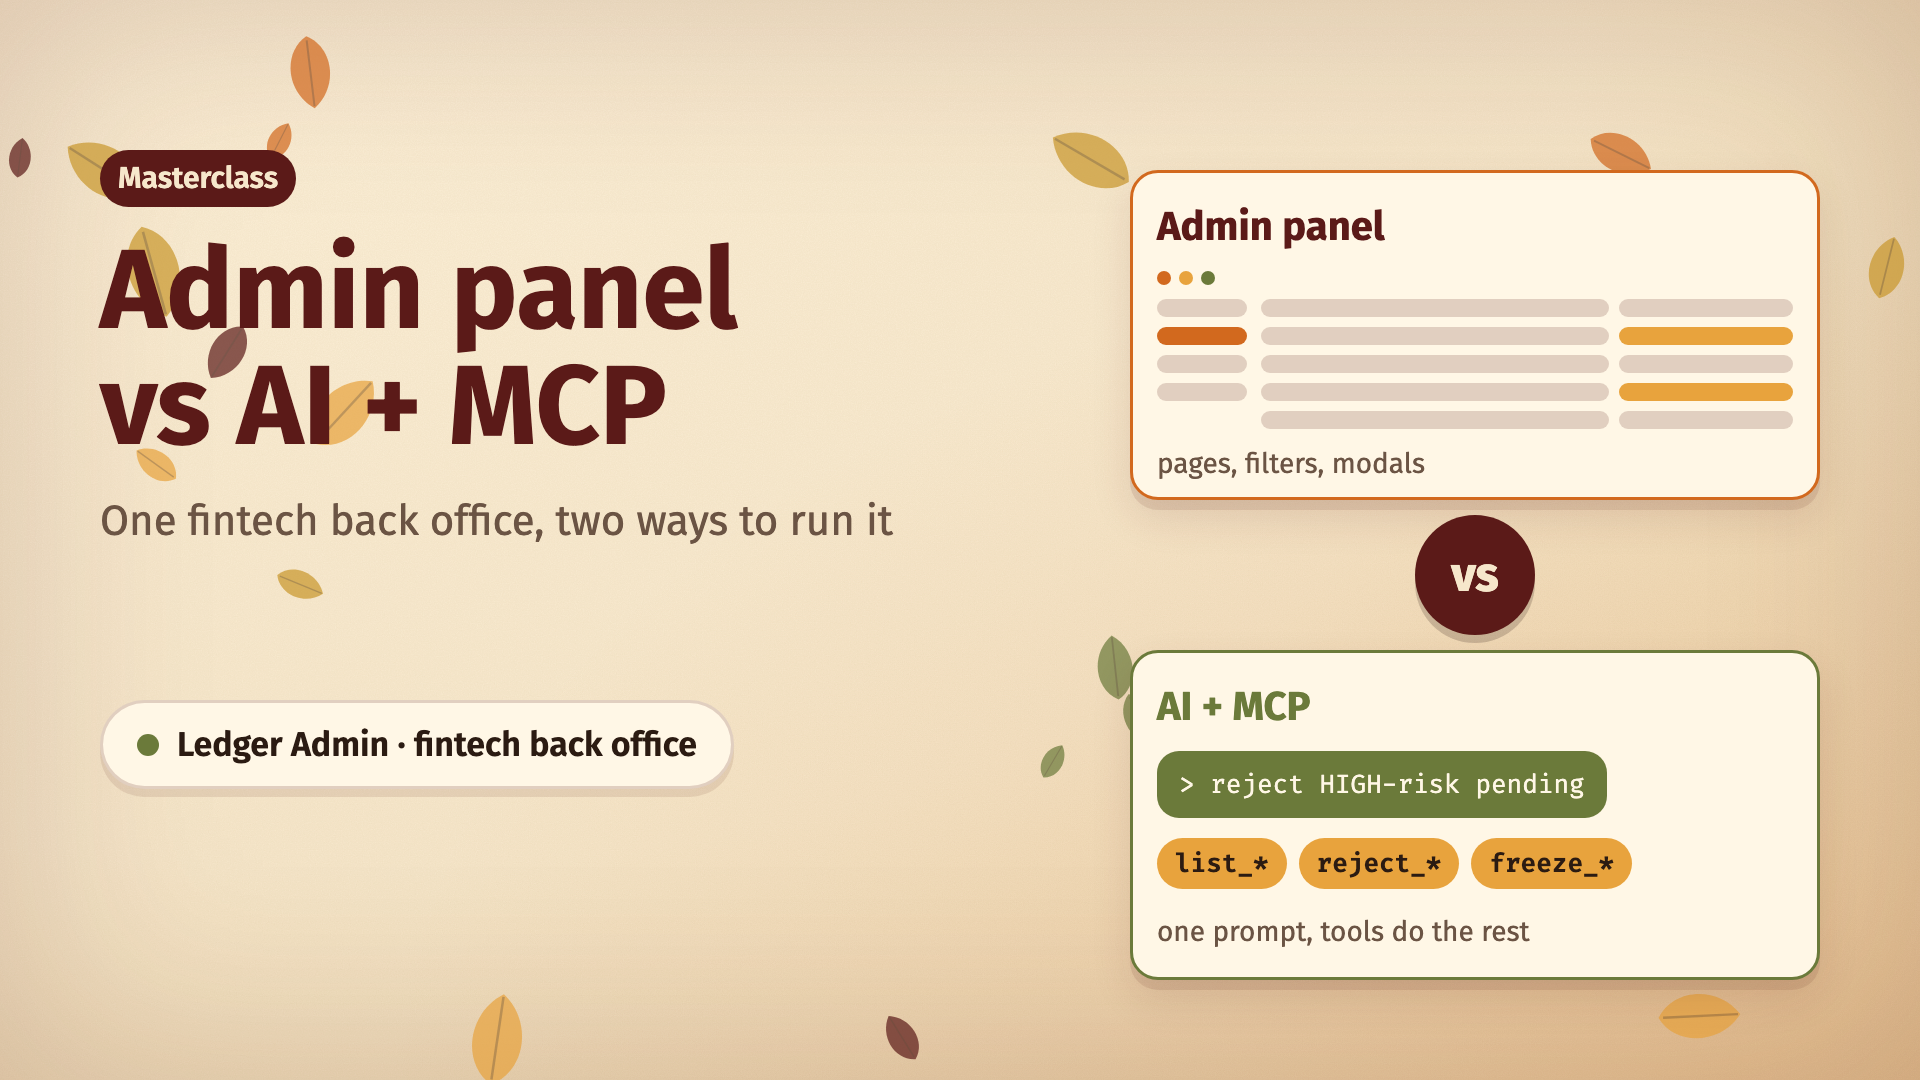 Masterclass
Admin panel
vs AI + MCP
One fintech back office, two ways to run it
Ledger Admin · fintech back office
Admin panel
pages, filters, modals
vs
AI + MCP
> reject HIGH-risk pending
list_* reject_* freeze_*
one prompt, tools do the rest